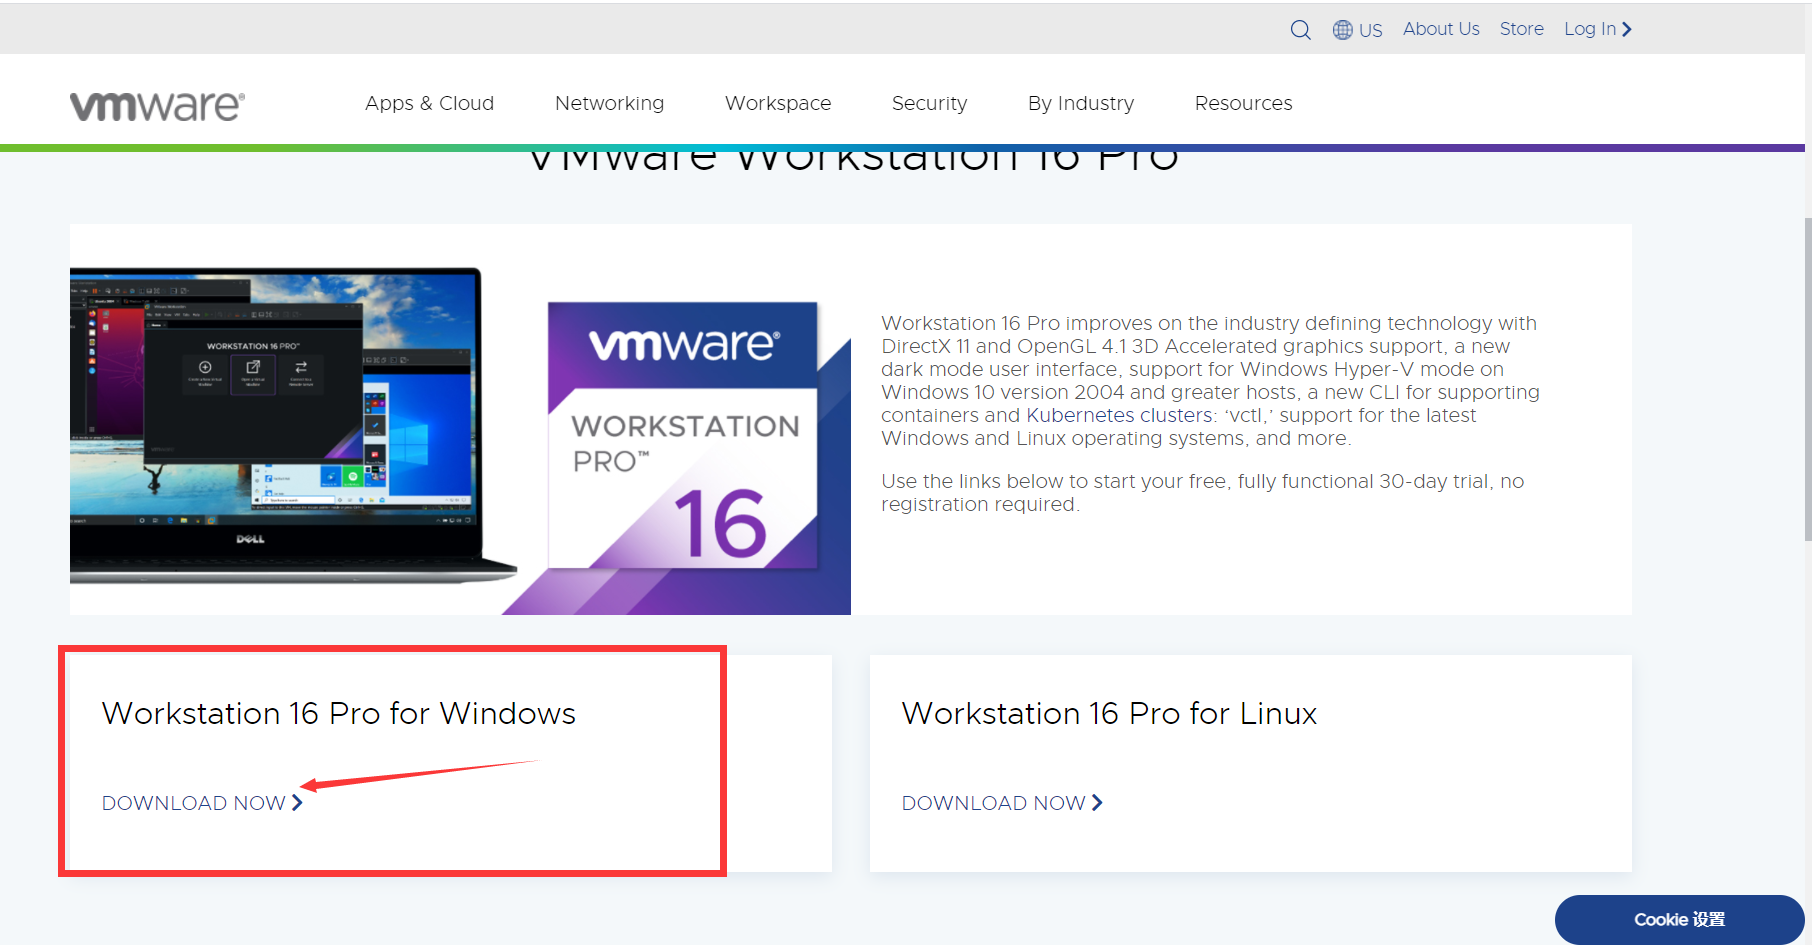 US About Us Store Log In
vmware®
Apps & Cloud Networking Workspace Security By Industry Resources
VMware Workstation 16 Pro
WORKSTATION 16 PRO™
DELL
vmware®
WORKSTATION
PRO™
16
Workstation 16 Pro improves on the industry defining technology with
DirectX 11 and OpenGL 4.1 3D Accelerated graphics support, a new
dark mode user interface, support for Windows Hyper-V mode on
Windows 10 version 2004 and greater hosts, a new CLI for supporting
containers and Kubernetes clusters: ‘vctl,’ support for the latest
Windows and Linux operating systems, and more.
Use the links below to start your free, fully functional 30-day trial, no
registration required.
Workstation 16 Pro for Windows
DOWNLOAD NOW
Workstation 16 Pro for Linux
DOWNLOAD NOW
Cookie 设置